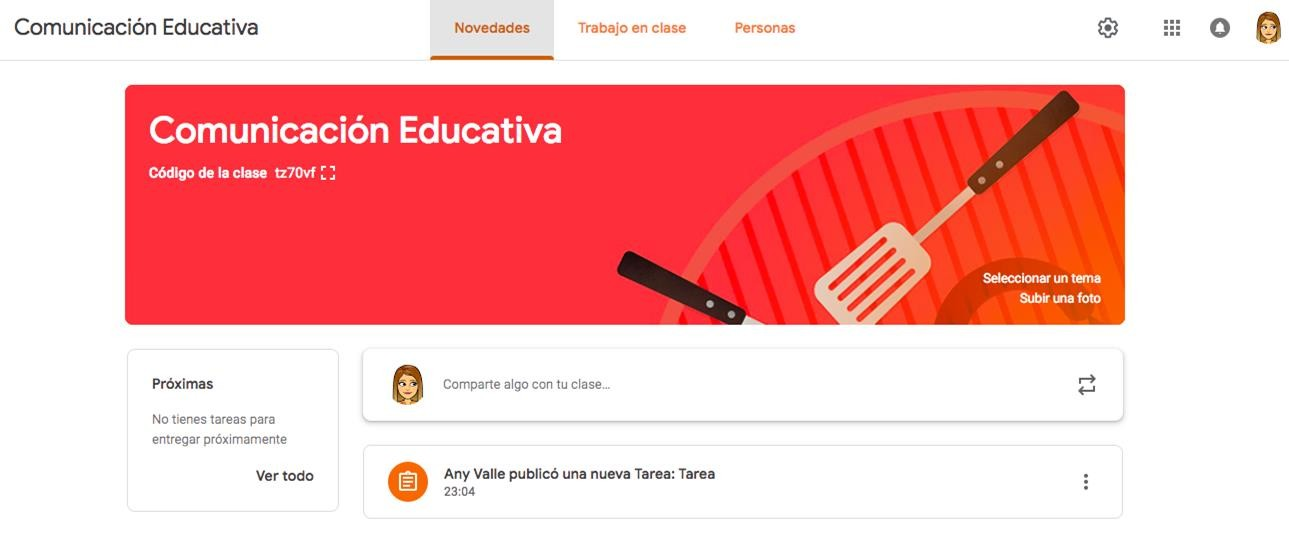 Comunicación Educativa
Novedades
Trabajo en clase
Personas
Comunicación Educativa
Código de la clase tz70vf
Seleccionar un tema
Subir una foto
Próximas
No tienes tareas para
entregar próximamente
Ver todo
Comparte algo con tu clase...
Any Valle publicó una nueva Tarea: Tarea
23:04